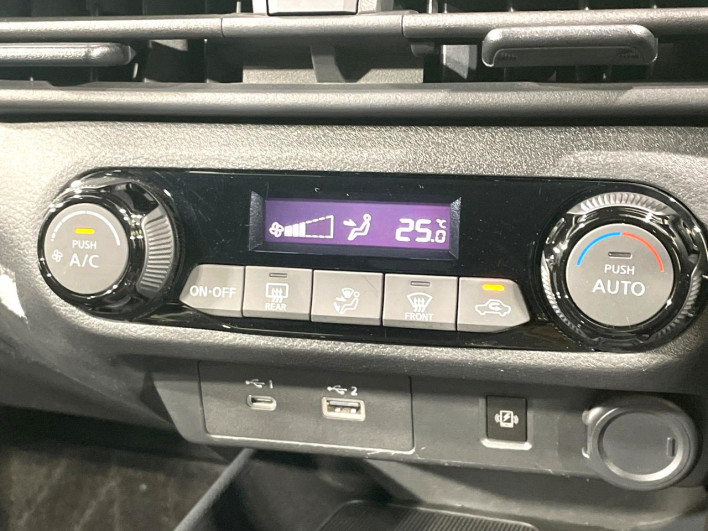 25.0 °C
PUSH
A/C
ON·OFF
REAR
FRONT
PUSH
AUTO
1
2